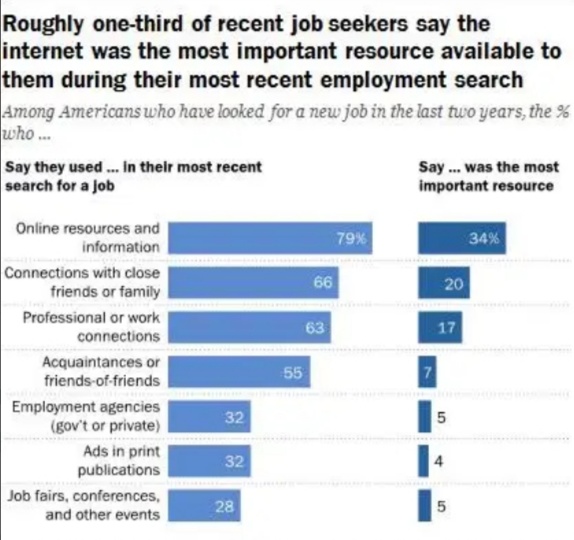 Roughly one-third of recent job seekers say the
internet was the most important resource available to
them during their most recent employment search
Among Americans who have looked for a new job in the last two years, the %
who ...
Say they used ... in their most recent
search for a job
Say ... was the most
important resource
Online resources and
information
79%
34%
Connections with close
friends or family
66
20
Professional or work
connections
63
17
Acquaintances or
friends-of-friends
55
7
Employment agencies
(gov't or private)
32
5
Ads in print
publications
32
4
Job fairs, conferences,
and other events
28
5